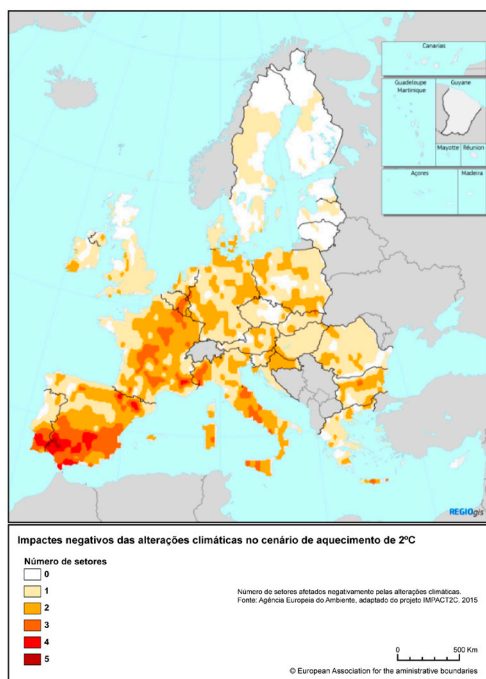 Canarias
Guadeloupe
Martinique
Guyane
Mayotte
Réunion
Açores
Madeira
REGIOgis
Impactes negativos das alterações climáticas no cenário de aquecimento de 2ºC
Número de setores
0
1
2
3
4
5
Número de setores afetados negativamente pelas alterações climáticas.
Fonte: Agência Europeia do Ambiente, adaptado do projeto IMPACT2C, 2015
0 500 Km
© European Association for the aministrative boundaries